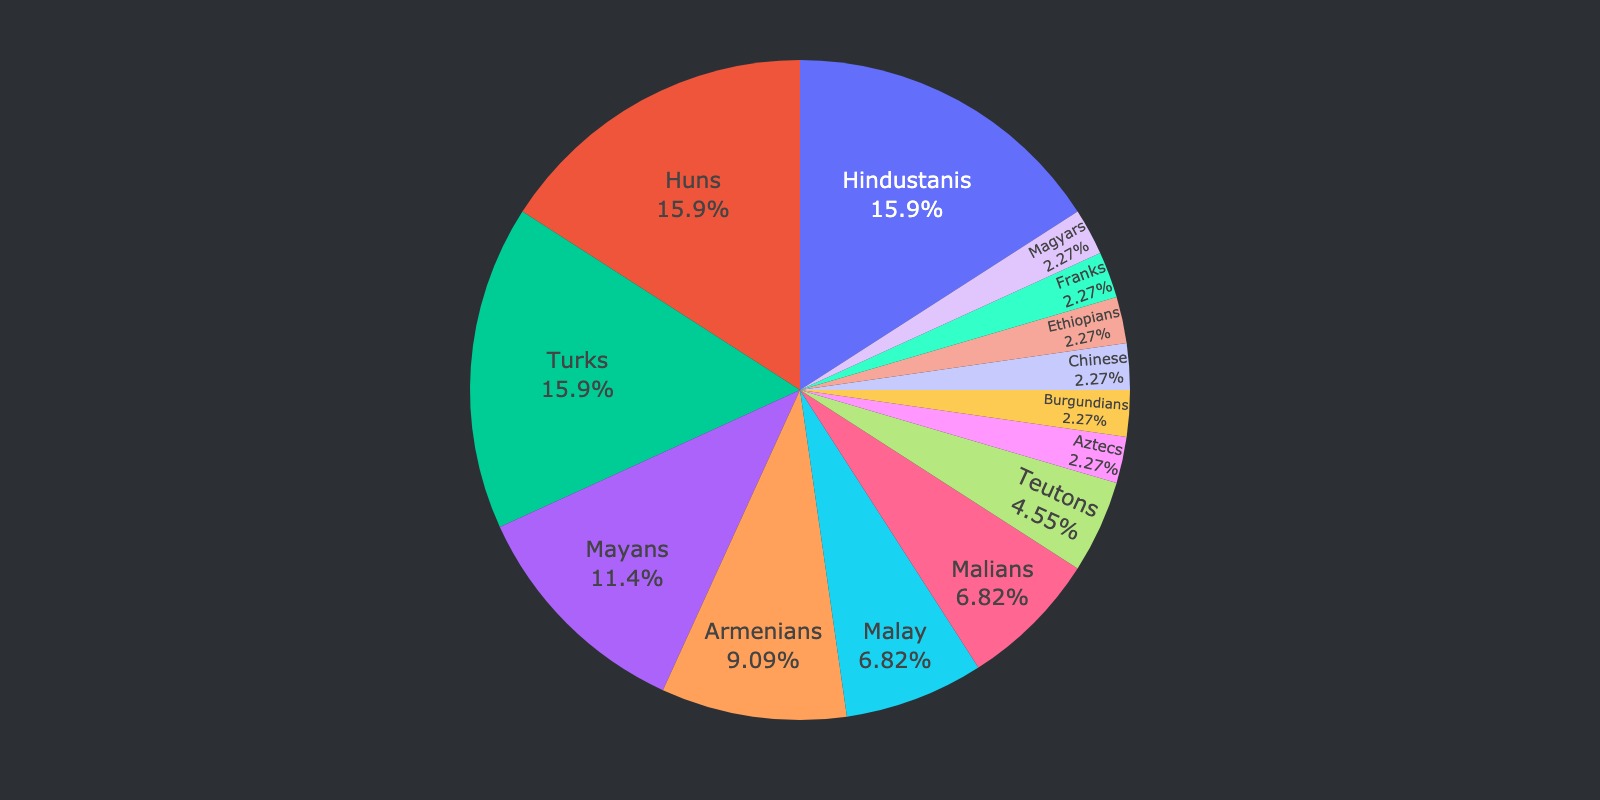 Huns
15.9%
Hindustanis
15.9%
Magyars
2.27%
Franks
2.27%
Ethiopians
2.27%
Chinese
2.27%
Burgundians
2.27%
Aztecs
2.27%
Teutons
4.55%
Malians
6.82%
Malay
6.82%
Armenians
9.09%
Mayans
11.4%
Turks
15.9%